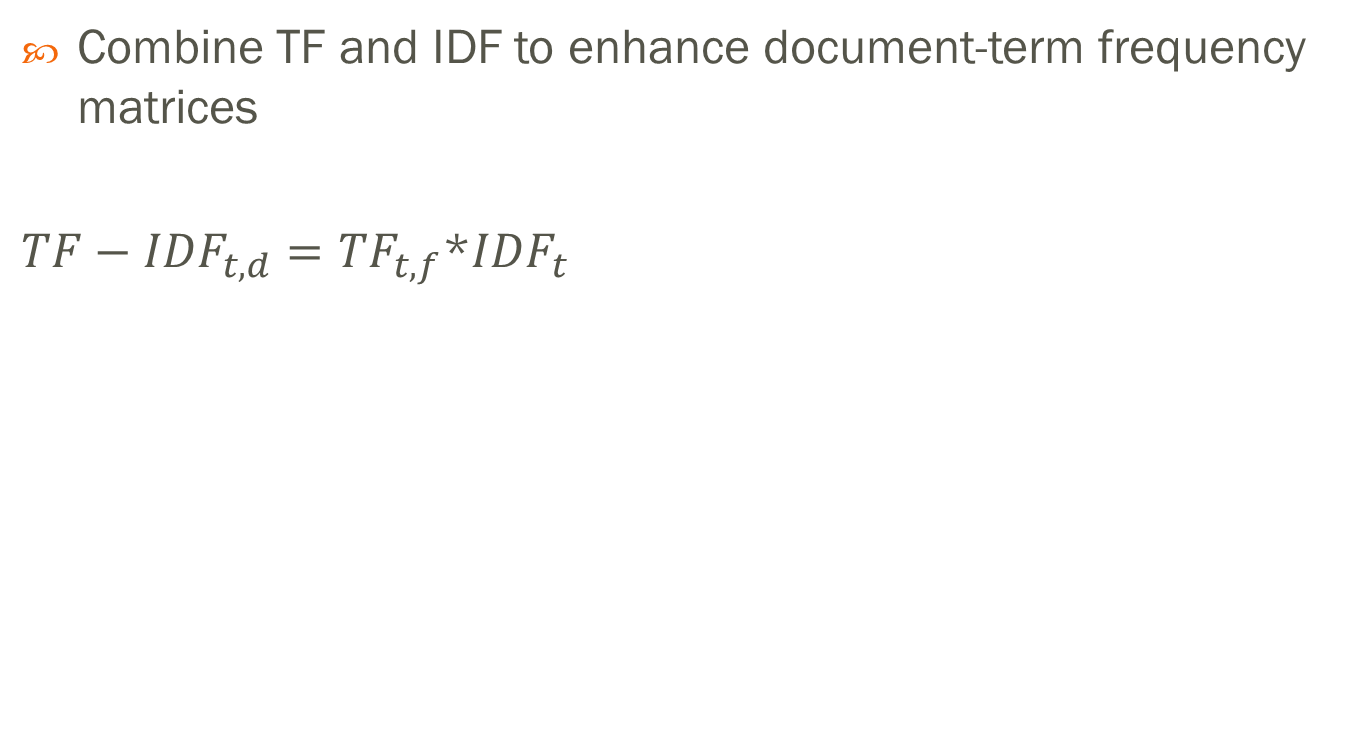 Combine TF and IDF to enhance document-term frequency
matrices
TF − IDF_{t,d} = TF_{t,f} * IDF_t